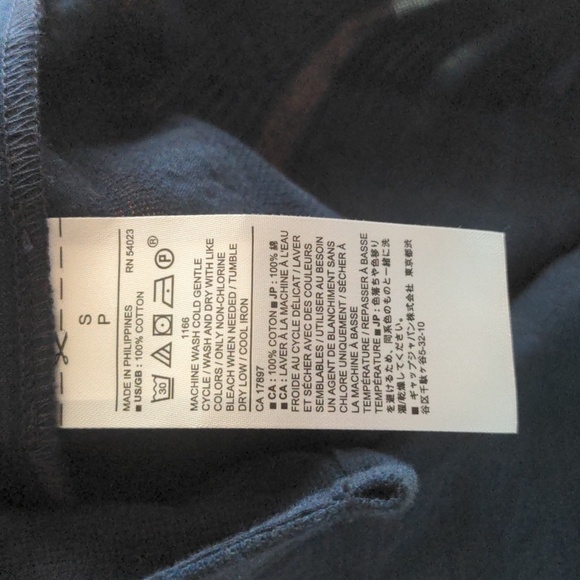 S
P
MADE IN PHILIPPINES RN 54023
■ US/GB : 100% COTTON
30 P ®
1166
MACHINE WASH COLD GENTLE
CYCLE / WASH AND DRY WITH LIKE
COLORS / ONLY NON-CHLORINE
BLEACH WHEN NEEDED / TUMBLE
DRY LOW / COOL IRON
CA 17897
■ CA : 100% COTON ■ JP : 100% 綿
■ CA : LAVER À LA MACHINE À L'EAU
FROIDE AU CYCLE DÉLICAT / LAVER
ET SÉCHER AVEC DES COULEURS
SEMBLABLES / UTILISER AU BESOIN
UN AGENT DE BLANCHIMENT SANS
CHLORE UNIQUEMENT / SÉCHER À
LA MACHINE À BASSE
TEMPÉRATURE / REPASSER À BASSE
TEMPÉRATURE ■ JP : 色落ちや色移り
を避けるため、同系色のものと一緒に洗
濯/乾燥してください。
■ ギャップジャパン株式会社 東京都渋
谷区千駄ヶ谷5-32-10